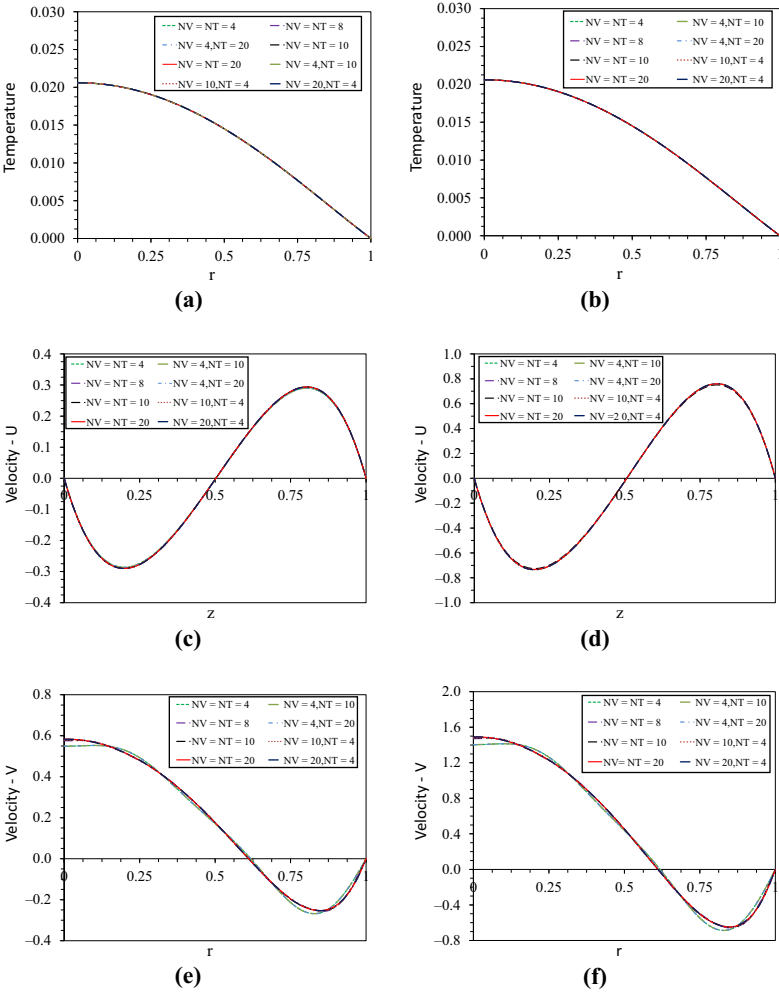 0.030
0.025
0.020
0.015
0.010
0.005
0.000
Temperature
NV = NT = 4 NV = NT = 8
NV = 4,NT = 20 NV = NT = 10
NV = NT = 20 NV = 4,NT = 10
NV = 10,NT = 4 NV = 20,NT = 4
0 0.25 0.5 0.75 1
r
(a)
0.030
0.025
0.020
0.015
0.010
0.005
0.000
Temperature
NV = NT = 4 NV = 4,NT = 10
NV = NT = 8 NV = 4,NT = 20
NV = NT = 10 NV = 10,NT = 4
NV = NT = 20 NV = 20,NT = 4
0 0.25 0.5 0.75 1
r
(b)
0.4
0.3
0.2
0.1
0.0
–0.1
–0.2
–0.3
–0.4
Velocity - U
NV = NT = 4 NV = 4,NT = 10
NV = NT = 8 NV = 4,NT = 20
NV = NT = 10 NV = 10,NT = 4
NV = NT = 20 NV = 20,NT = 4
0 0.25 0.5 0.75 1
z
(c)
1.0
0.8
0.6
0.4
0.2
0.0
–0.2
–0.4
–0.6
–0.8
–1.0
Velocity - U
NV = NT = 4 NV = 4,NT = 10
NV = NT = 8 NV = 4,NT = 20
NV = NT = 10 NV = 10,NT = 4
NV = NT = 20 NV =2 0,NT = 4
0 0.25 0.5 0.75 1
z
(d)
0.8
0.6
0.4
0.2
0.0
–0.2
–0.4
Velocity - V
NV = NT = 4 NV = 4,NT = 10
NV = NT = 8 NV = 4,NT = 20
NV = NT = 10 NV = 10,NT = 4
NV = NT = 20 NV = 20,NT = 4
0 0.25 0.5 0.75 1
r
(e)
2.0
1.6
1.2
0.8
0.4
0.0
–0.4
–0.8
Velocity - V
NV = NT = 4 NV = 4,NT = 10
NV = NT = 8 NV = 4,NT = 20
NV = NT = 10 NV = 10,NT = 4
NV= NT = 20 NV = 20,NT = 4
0 0.25 0.5 0.75 1
r
(f)